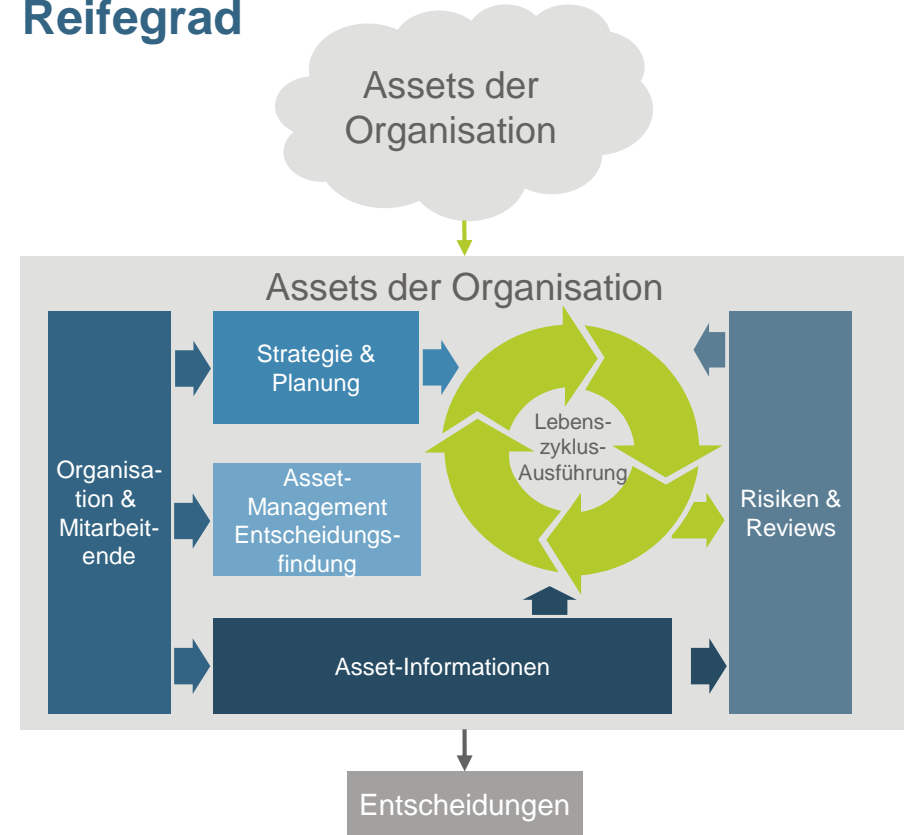 Reifegrad
Assets der
Organisation
Assets der Organisation
Strategie &
Planung
Lebens-
zyklus-
Ausführung
Organisa-
tion &
Mitarbeit-
ende
Asset-
Management
Entscheidungs-
findung
Risiken &
Reviews
Asset-Informationen
Entscheidungen